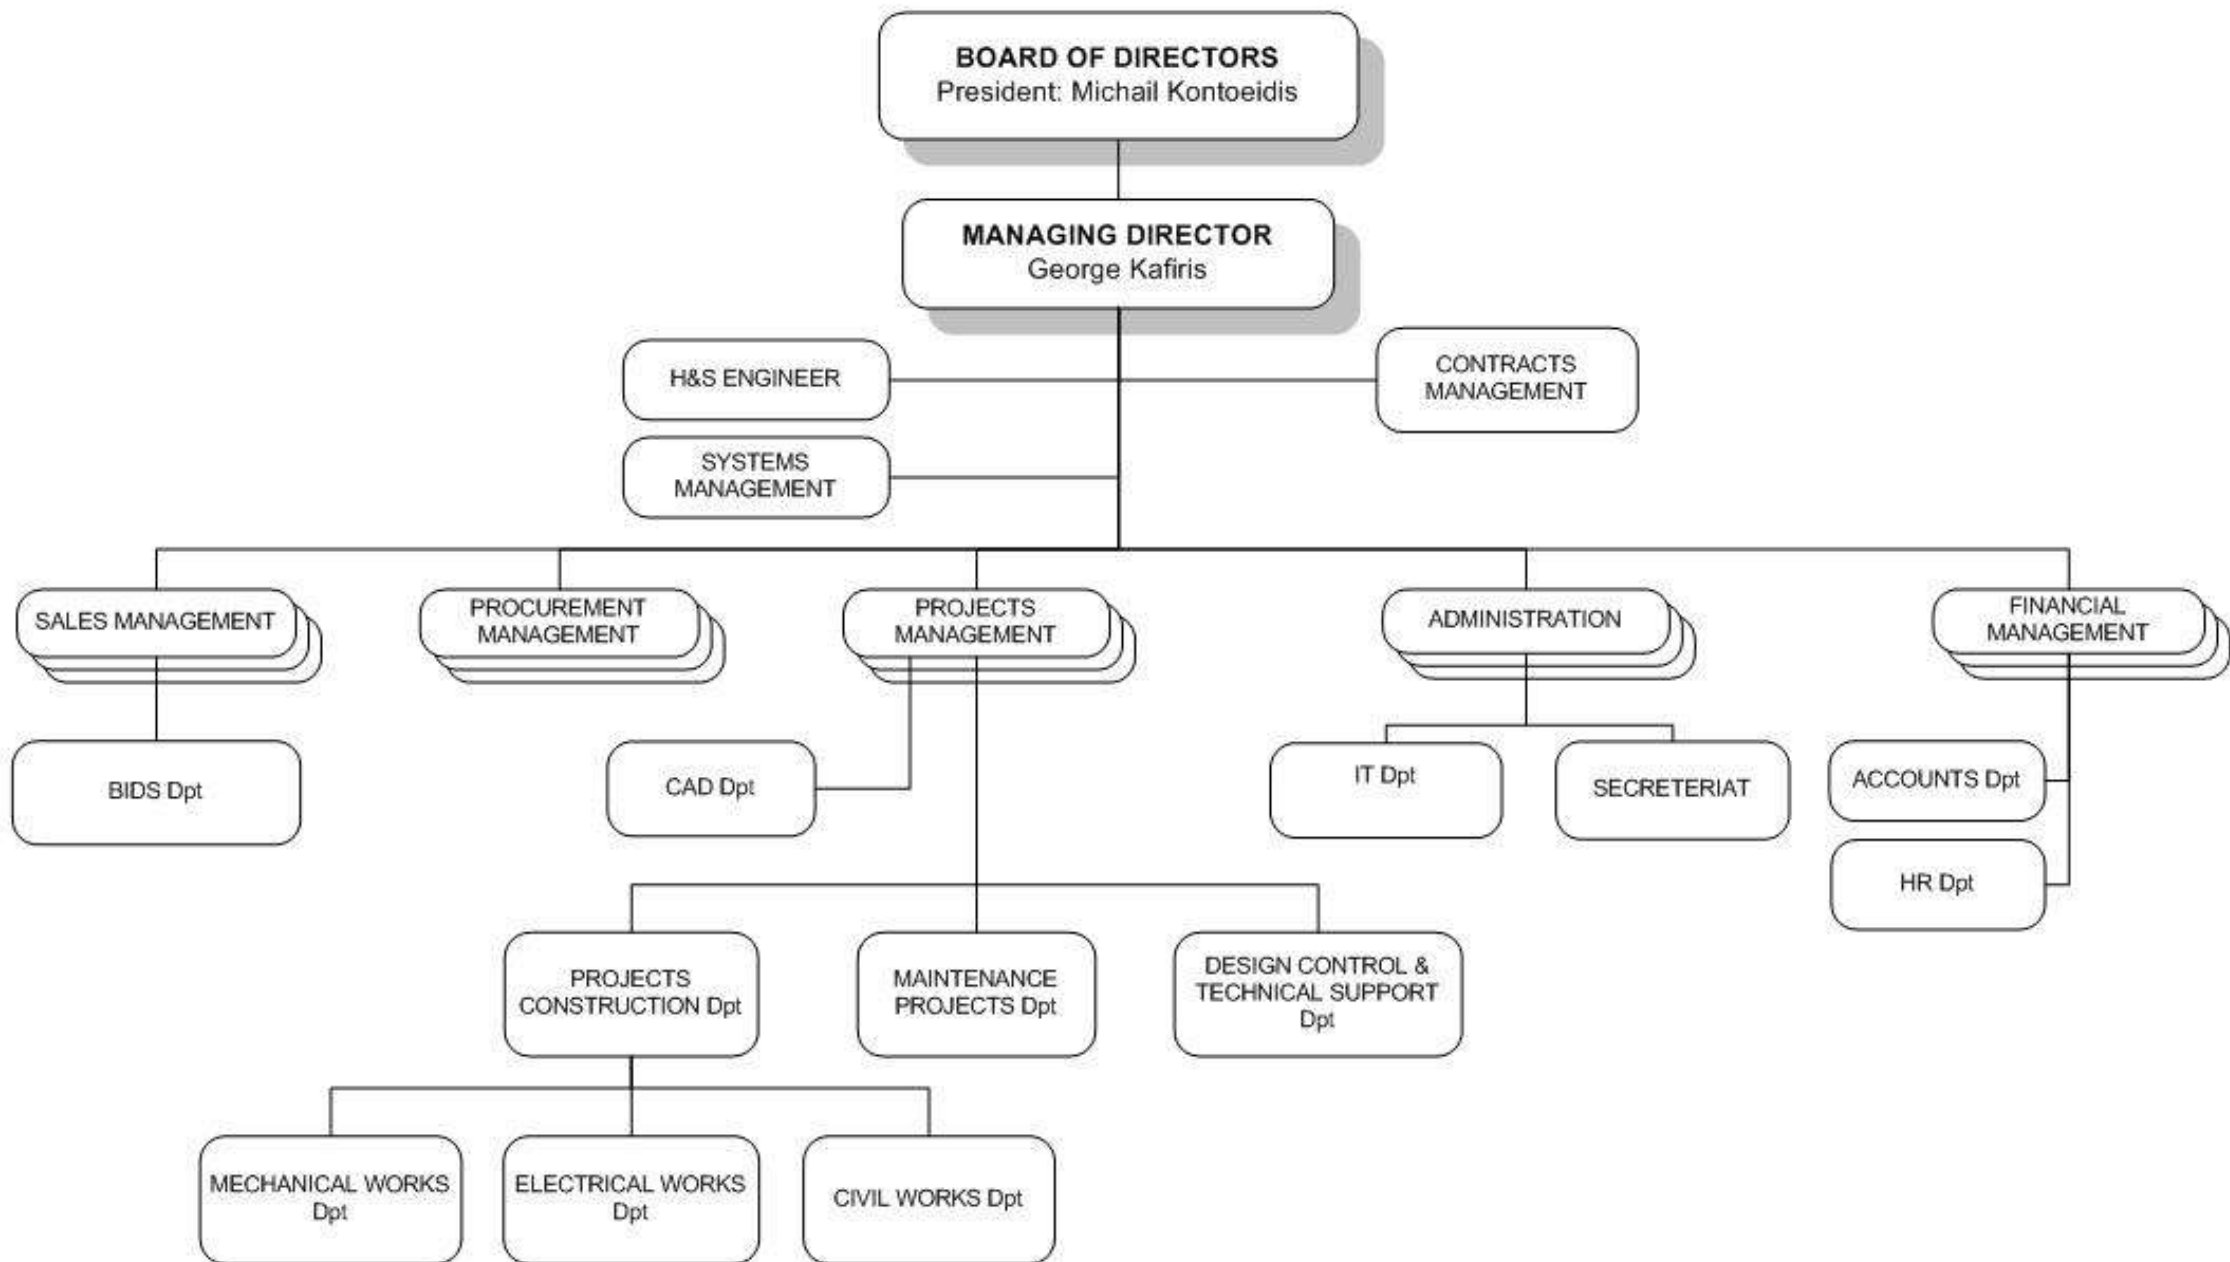 BOARD OF DIRECTORS
President: Michail Kontoeidis
MANAGING DIRECTOR
George Kafiris
H&S ENGINEER
CONTRACTS
MANAGEMENT
SYSTEMS
MANAGEMENT
SALES MANAGEMENT
PROCUREMENT
MANAGEMENT
PROJECTS
MANAGEMENT
ADMINISTRATION
FINANCIAL
MANAGEMENT
BIDS Dpt
CAD Dpt
IT Dpt
SECRETERIAT
ACCOUNTS Dpt
HR Dpt
PROJECTS
CONSTRUCTION Dpt
MAINTENANCE
PROJECTS Dpt
DESIGN CONTROL &
TECHNICAL SUPPORT
Dpt
MECHANICAL WORKS
Dpt
ELECTRICAL WORKS
Dpt
CIVIL WORKS Dpt